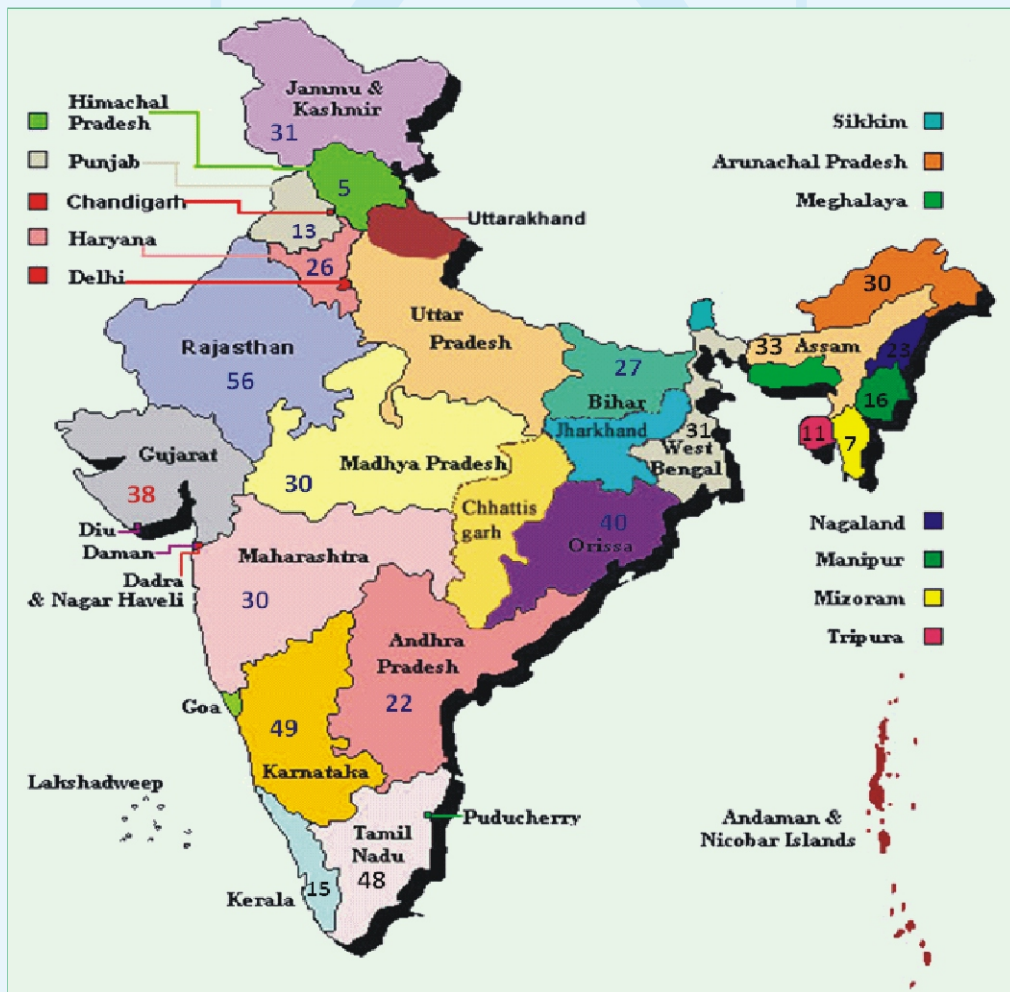 Jammu &
Kashmir
31
Himachal
Pradesh
Punjab
Chandigarh
Haryana
Delhi
5
13
26
Uttarakhand
Sikkim
Arunachal Pradesh
Meghalaya
30
33
Assam
23
16
11
7
Uttar
Pradesh
Rajasthan
56
27
Bihar
Jharkhand
31
West
Bengal
Gujarat
38
Madhya Pradesh
30
Chhattis
garh
40
Orissa
Diu
Daman
Dadra
& Nagar Haveli
Maharashtra
30
Nagaland
Manipur
Mizoram
Tripura
Andhra
Pradesh
22
Goa
49
Karnataka
Lakshadweep
Tamil
Nadu
48
Puducherry
Kerala
15
Andaman &
Nicobar Islands